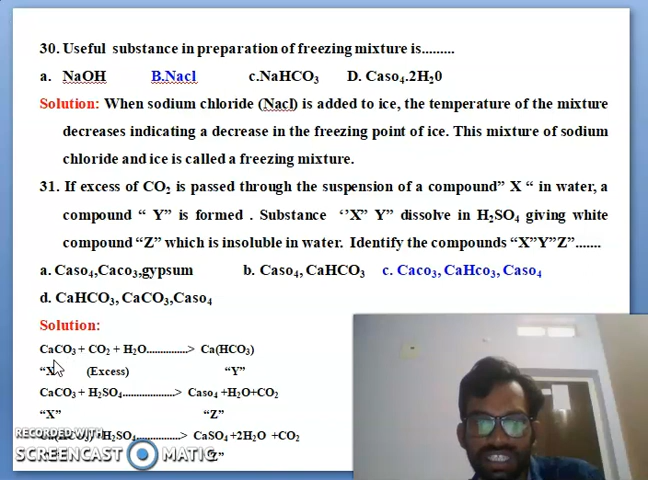 30. Useful substance in preparation of freezing mixture is.........
a. NaOH B.Nacl c.NaHCO₃ D. Caso₄.2H₂0
Solution: When sodium chloride (Nacl) is added to ice, the temperature of the mixture
decreases indicating a decrease in the freezing point of ice. This mixture of sodium
chloride and ice is called a freezing mixture.
31. If excess of CO₂ is passed through the suspension of a compound” X “ in water, a
compound “ Y” is formed . Substance ‘’X” Y” dissolve in H₂SO₄ giving white
compound “Z” which is insoluble in water. Identify the compounds “X”Y”Z”.......
a. Caso₄,Caco₃,gypsum b. Caso₄, CaHCO₃ c. Caco₃, CaHco₃, Caso₄
d. CaHCO₃, CaCO₃,Caso₄
Solution:
CaCO₃ + CO₂ + H₂O...............> Ca(HCO₃)
“X” (Excess) “Y”
CaCO₃ + H₂SO₄...................> Caso₄ +H₂O+CO₂
“X” “Z”
+H₂SO₄.................> CaSO₄ +2H₂O +CO₂
“Z”
RECORDED WITH
SCREENCAST MATIC